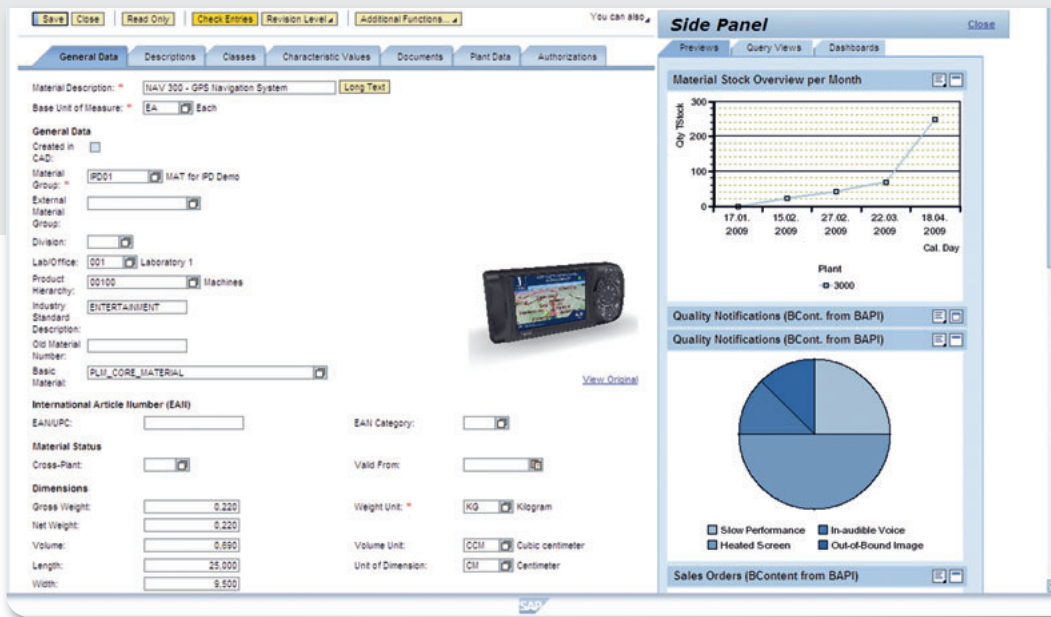 Save Close Read Only Check Entries Revision Level Additional Functions... You can also
General Data Descriptions Classes Characteristic Values Documents Plant Data Authorizations
Material Description: * NAV 300 - GPS Navigation System Long Text
Base Unit of Measure: * EA Each
General Data
Created in
CAD:
Material
Group: * IPD01 MAT for IPD Demo
External
Material
Group:
Division:
Lab/Office: 001 Laboratory 1
Product
Hierarchy: 00100 Machines
Industry
Standard
Description: ENTERTAINMENT
Old Material
Number:
Basic
Material: PLM_CORE_MATERIAL
View Original
International Article Number (EAN)
EAN/UPC: EAN Category:
Material Status
Cross-Plant: Valid From:
Dimensions
Gross Weight: 0,220 Weight Unit: * KG Kilogram
Net Weight: 0,220
Volume: 0,690 Volume Unit: CCM Cubic centimeter
Length: 25,000 Unit of Dimension: CM Centimeter
Width: 9,500
Side Panel Close
Previews Query Views Dashboards
Material Stock Overview per Month
Qty TStock
300
200
100
0
17.01. 15.02. 27.02. 22.03. 18.04.
2009 2009 2009 2009 2009
Cal. Day
Plant
3000
Quality Notifications (BCont. from BAPI)
Quality Notifications (BCont. from BAPI)
Slow Performance In-audible Voice
Heated Screen Out-of-Bound Image
Sales Orders (BContent from BAPI)
SAP